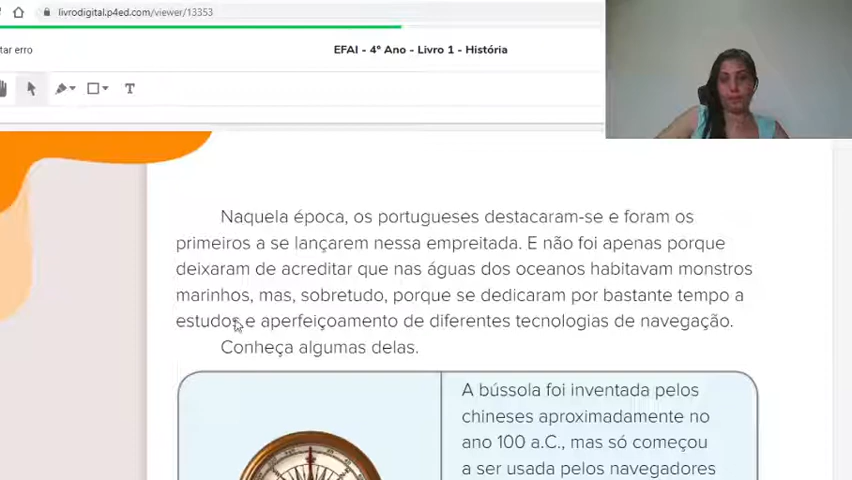 livrodigital.p4ed.com/viewer/13353
tar erro
EFAI - 4º Ano - Livro 1 - História
T
Naquela época, os portugueses destacaram-se e foram os
primeiros a se lançarem nessa empreitada. E não foi apenas porque
deixaram de acreditar que nas águas dos oceanos habitavam monstros
marinhos, mas, sobretudo, porque se dedicaram por bastante tempo a
estudos e aperfeiçoamento de diferentes tecnologias de navegação.
Conheça algumas delas.
A bússola foi inventada pelos
chineses aproximadamente no
ano 100 a.C., mas só começou
a ser usada pelos navegadores